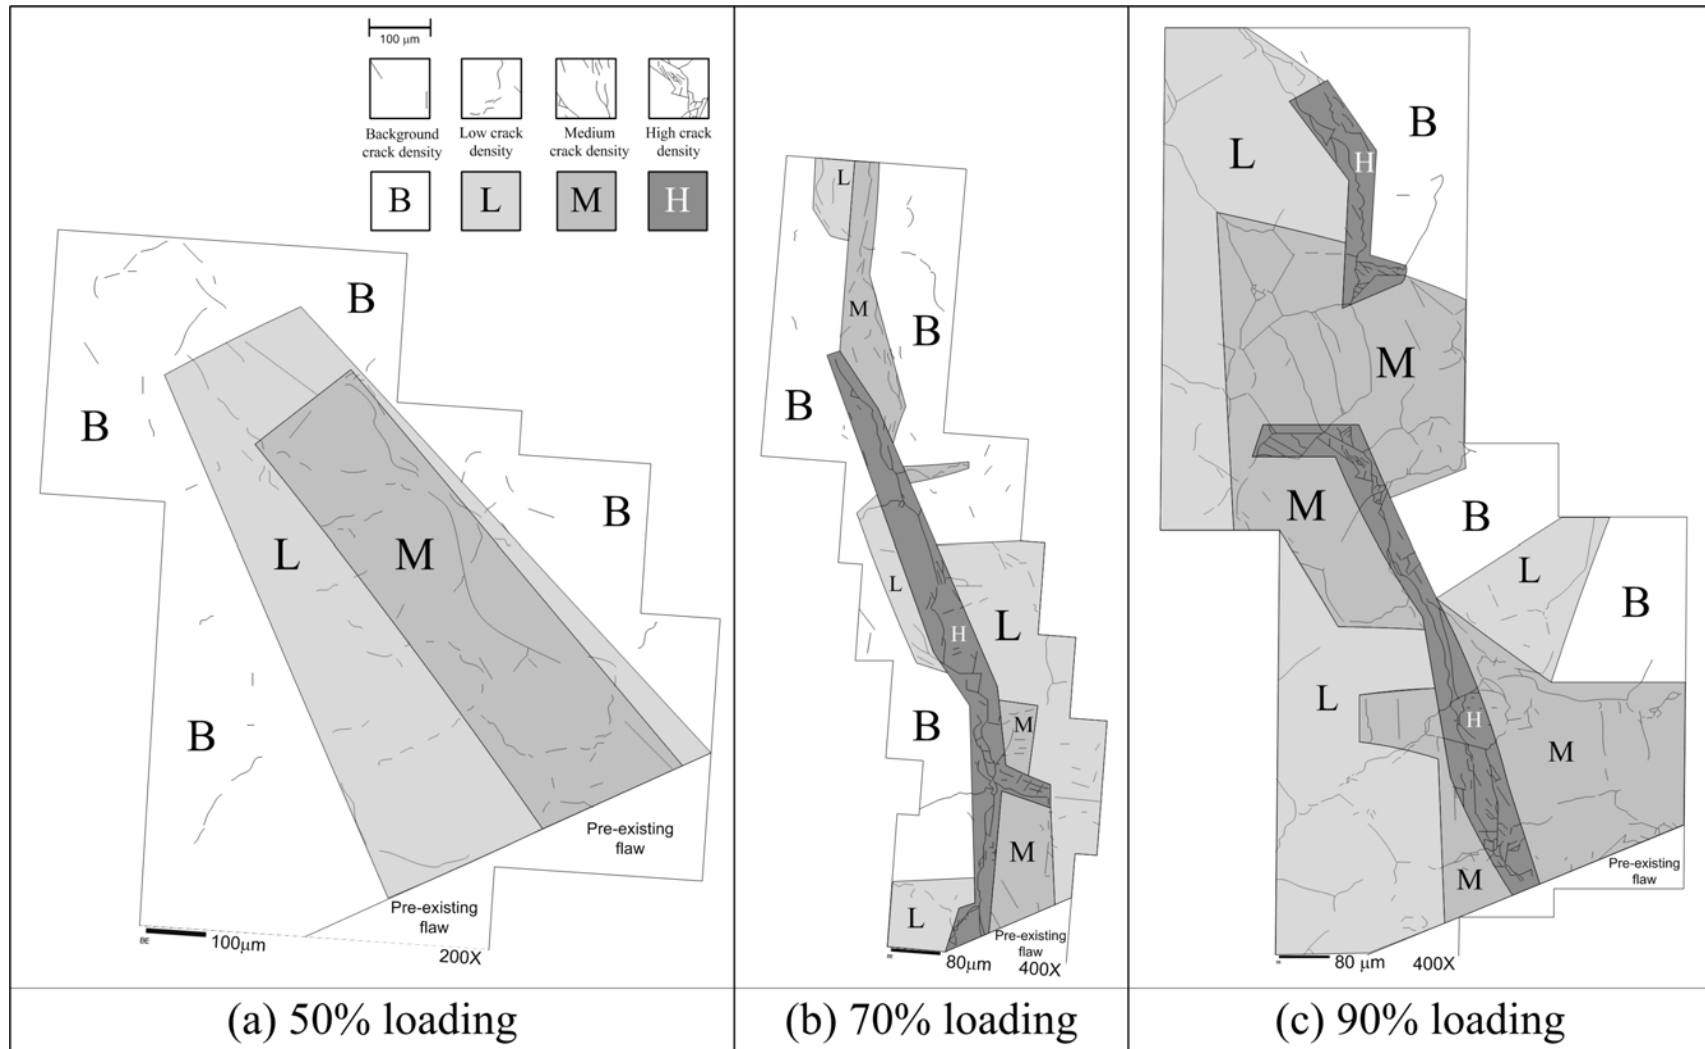 100 μm
Background
crack density
Low crack
density
Medium
crack density
High crack
density
B
L
M
H
B
B
B
B
L
M
Pre-existing
flaw
Pre-existing
flaw
BE
100μm
200X
(a) 50% loading
L
M
B
B
L
H
L
B
M
M
L
Pre-existing
flaw
80μm
400X
(b) 70% loading
B
L
H
M
M
B
L
B
L
H
M
M
Pre-existing
flaw
80 μm
400X
(c) 90% loading